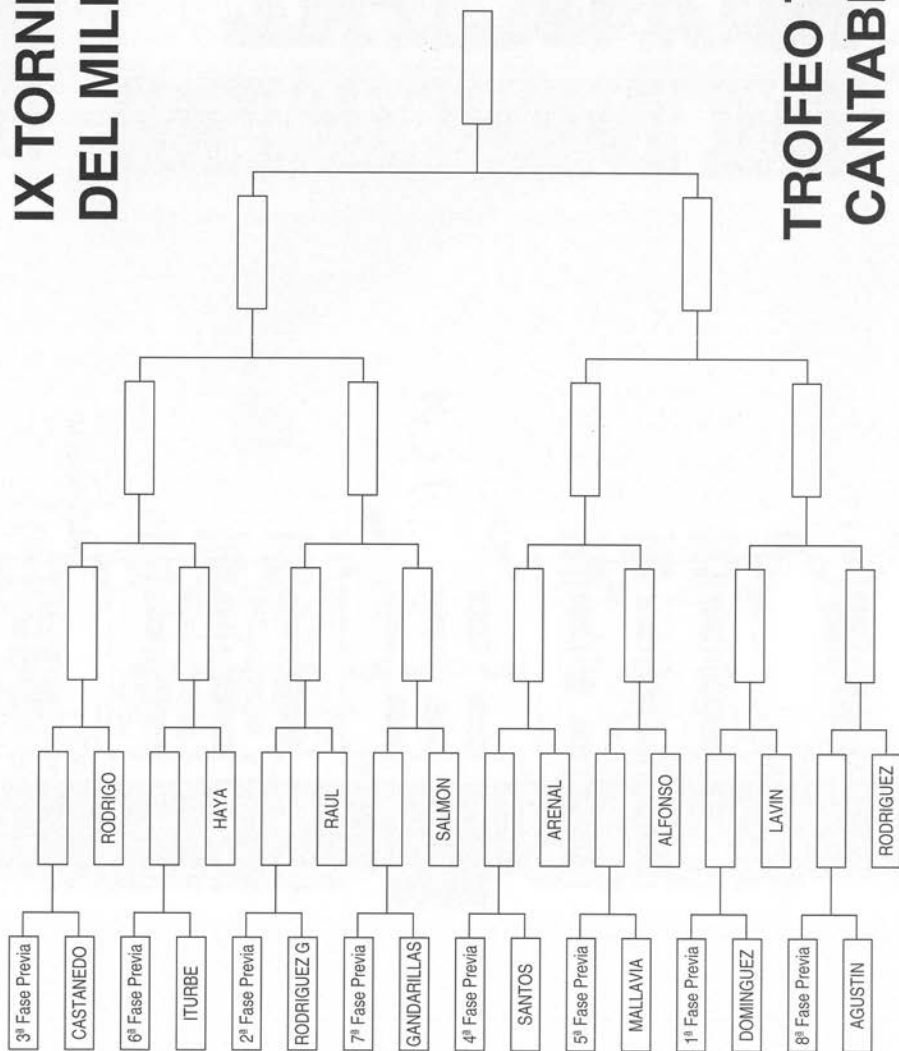 IX TORNE
DEL MIL
TROFEO
CANTAB
3ª Fase Previa
CASTANEDO
RODRIGO
6ª Fase Previa
ITURBE
HAYA
2ª Fase Previa
RODRIGUEZ G
RAUL
7ª Fase Previa
GANDARILLAS
SALMON
4ª Fase Previa
SANTOS
ARENAL
5ª Fase Previa
MALLAVIA
ALFONSO
1ª Fase Previa
DOMINGUEZ
LAVIN
8ª Fase Previa
AGUSTIN
RODRIGUEZ